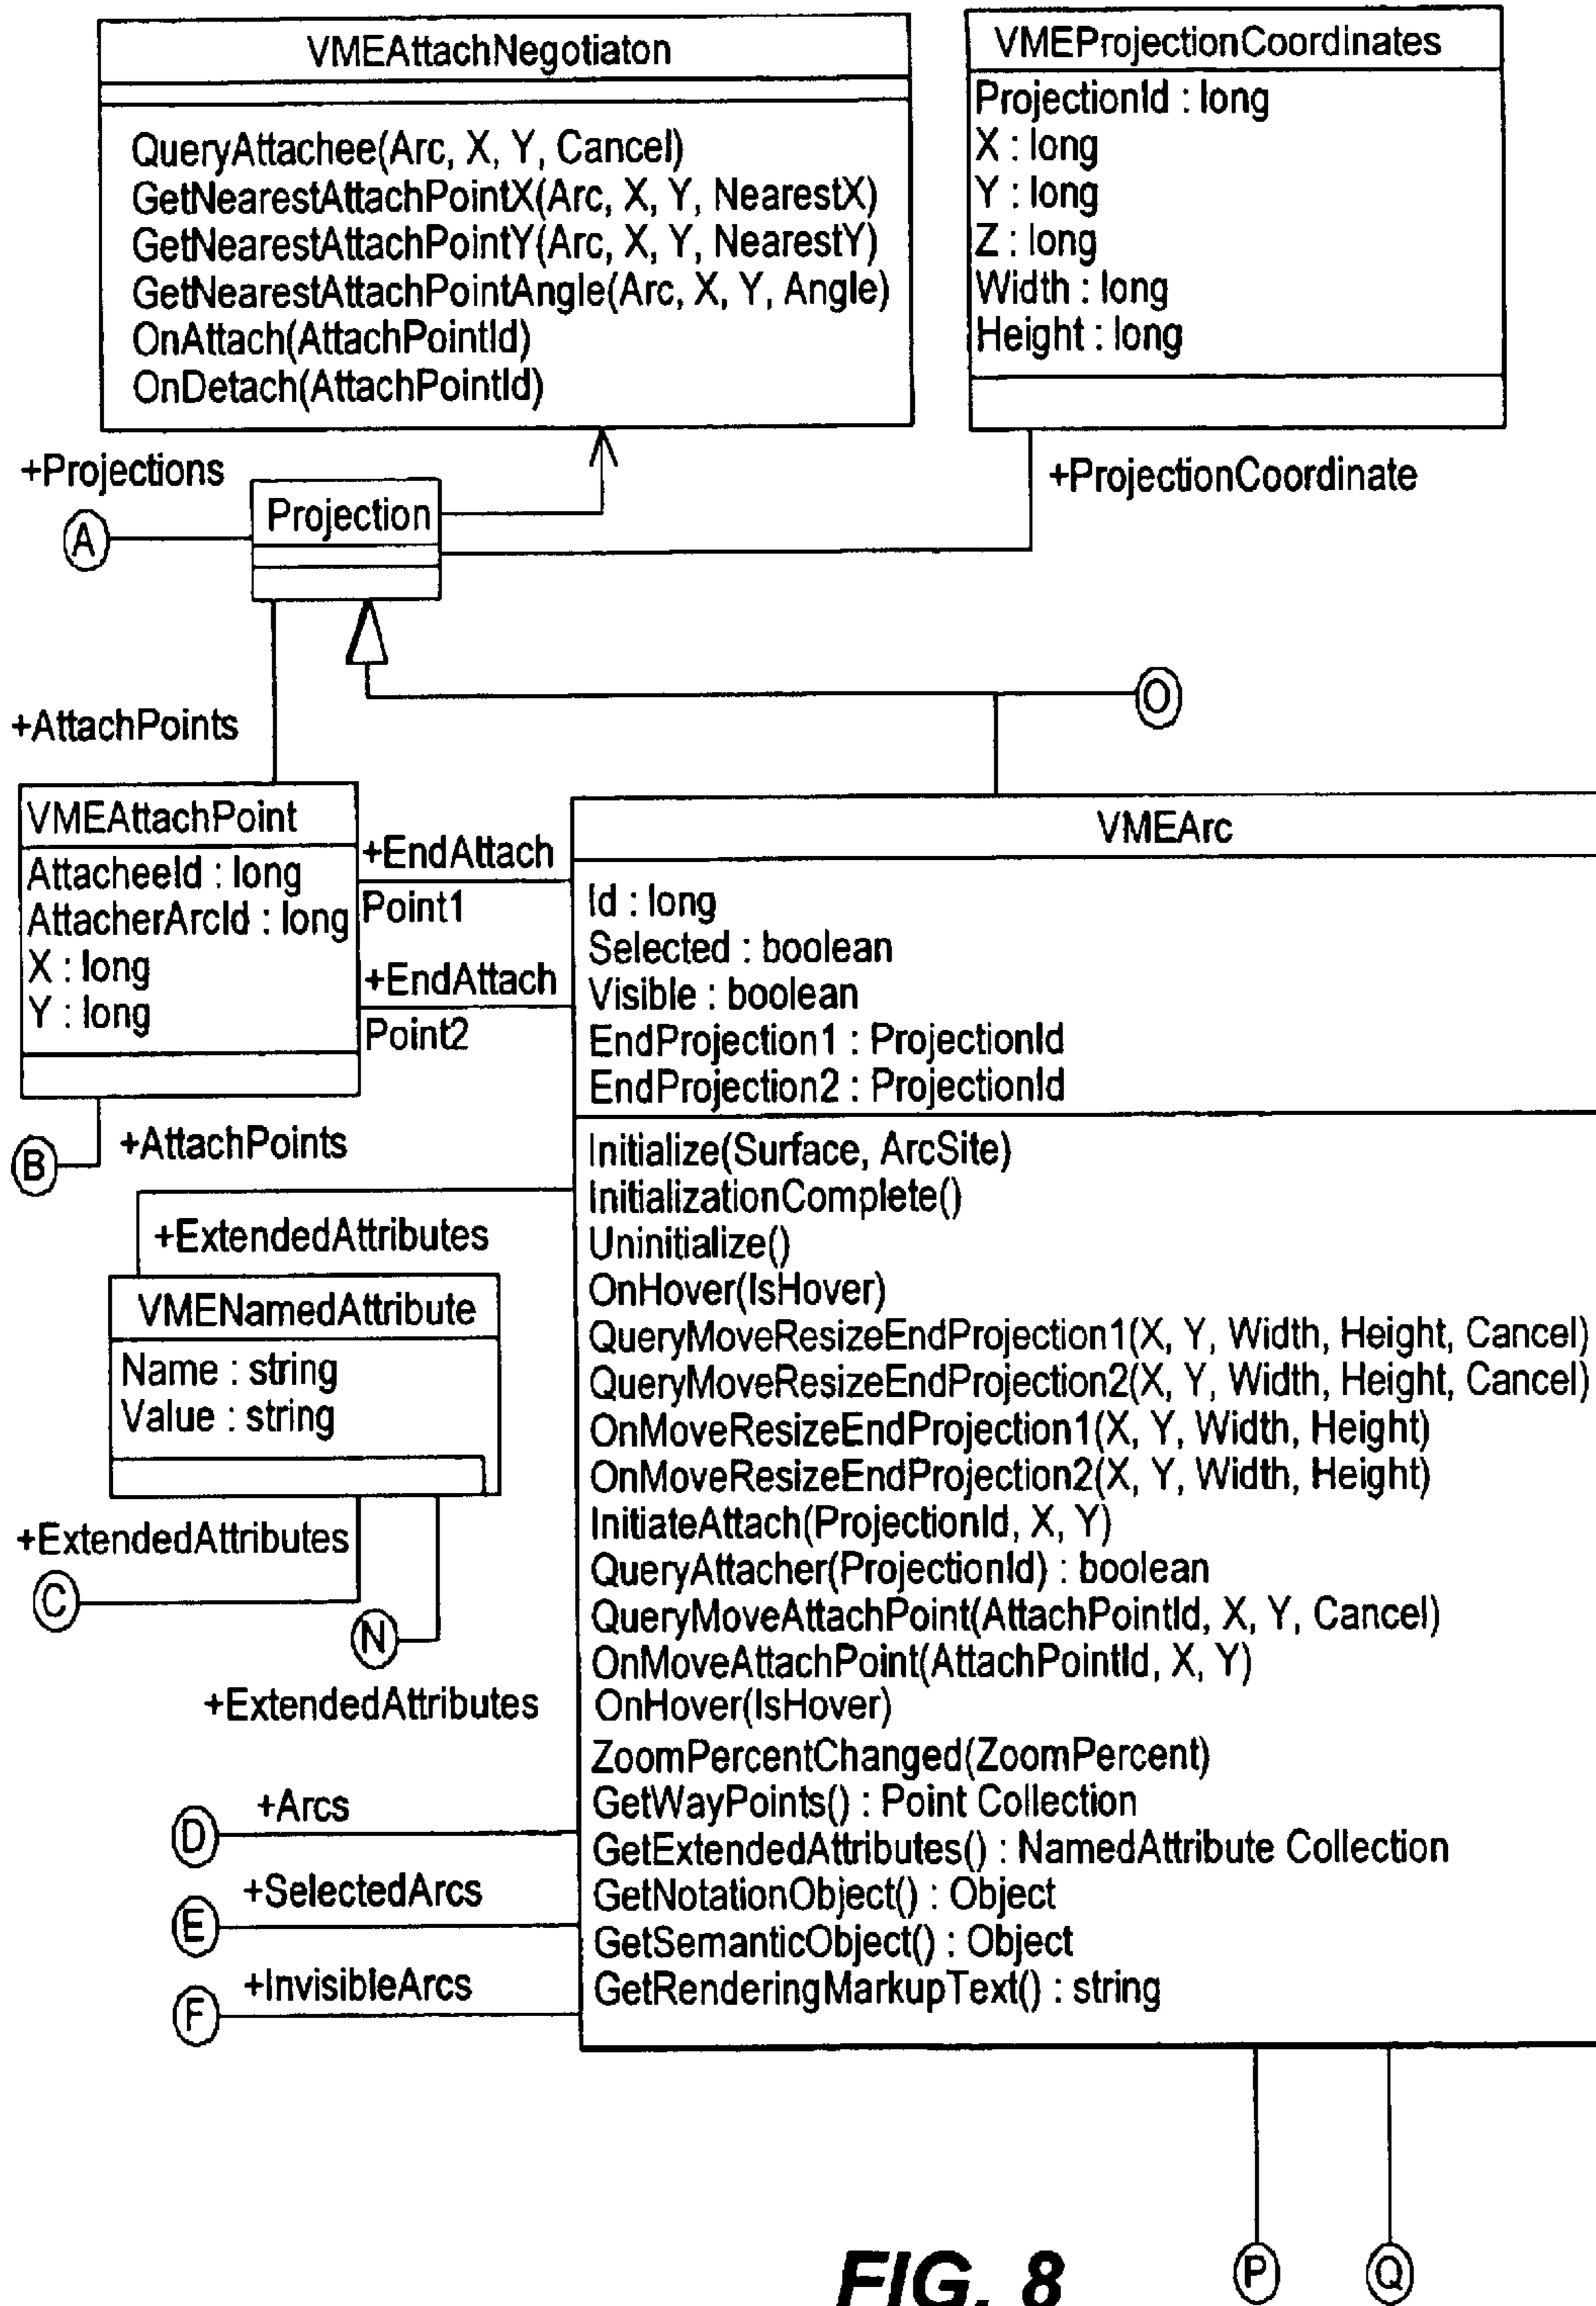 VMEAttachNegotiaton
QueryAttachee(Arc, X, Y, Cancel)
GetNearestAttachPointX(Arc, X, Y, NearestX)
GetNearestAttachPointY(Arc, X, Y, NearestY)
GetNearestAttachPointAngle(Arc, X, Y, Angle)
OnAttach(AttachPointId)
OnDetach(AttachPointId)
VMEProjectionCoordinates
ProjectionId : long
X : long
Y : long
Z : long
Width : long
Height : long
+Projections
A
Projection
+ProjectionCoordinate
O
+AttachPoints
VMEAttachPoint
AttacheeId : long
AttacherArcId : long
X : long
Y : long
+EndAttach
Point1
+EndAttach
Point2
B
+AttachPoints
+ExtendedAttributes
VMENamedAttribute
Name : string
Value : string
+ExtendedAttributes
C
N
+ExtendedAttributes
+Arcs
D
+SelectedArcs
E
+InvisibleArcs
F
VMEArc
Id : long
Selected : boolean
Visible : boolean
EndProjection1 : ProjectionId
EndProjection2 : ProjectionId
Initialize(Surface, ArcSite)
InitializationComplete()
Uninitialize()
OnHover(IsHover)
QueryMoveResizeEndProjection1(X, Y, Width, Height, Cancel)
QueryMoveResizeEndProjection2(X, Y, Width, Height, Cancel)
OnMoveResizeEndProjection1(X, Y, Width, Height)
OnMoveResizeEndProjection2(X, Y, Width, Height)
InitiateAttach(ProjectionId, X, Y)
QueryAttacher(ProjectionId) : boolean
QueryMoveAttachPoint(AttachPointId, X, Y, Cancel)
OnMoveAttachPoint(AttachPointId, X, Y)
OnHover(IsHover)
ZoomPercentChanged(ZoomPercent)
GetWayPoints() : Point Collection
GetExtendedAttributes() : NamedAttribute Collection
GetNotationObject() : Object
GetSemanticObject() : Object
GetRenderingMarkupText() : string
P
Q
FIG. 8